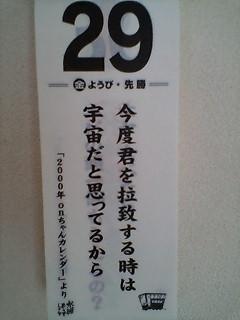 29
金ようび・先勝
今度君を拉致する時は
宇宙だと思ってるから
「2000年onちゃんカレンダー」より